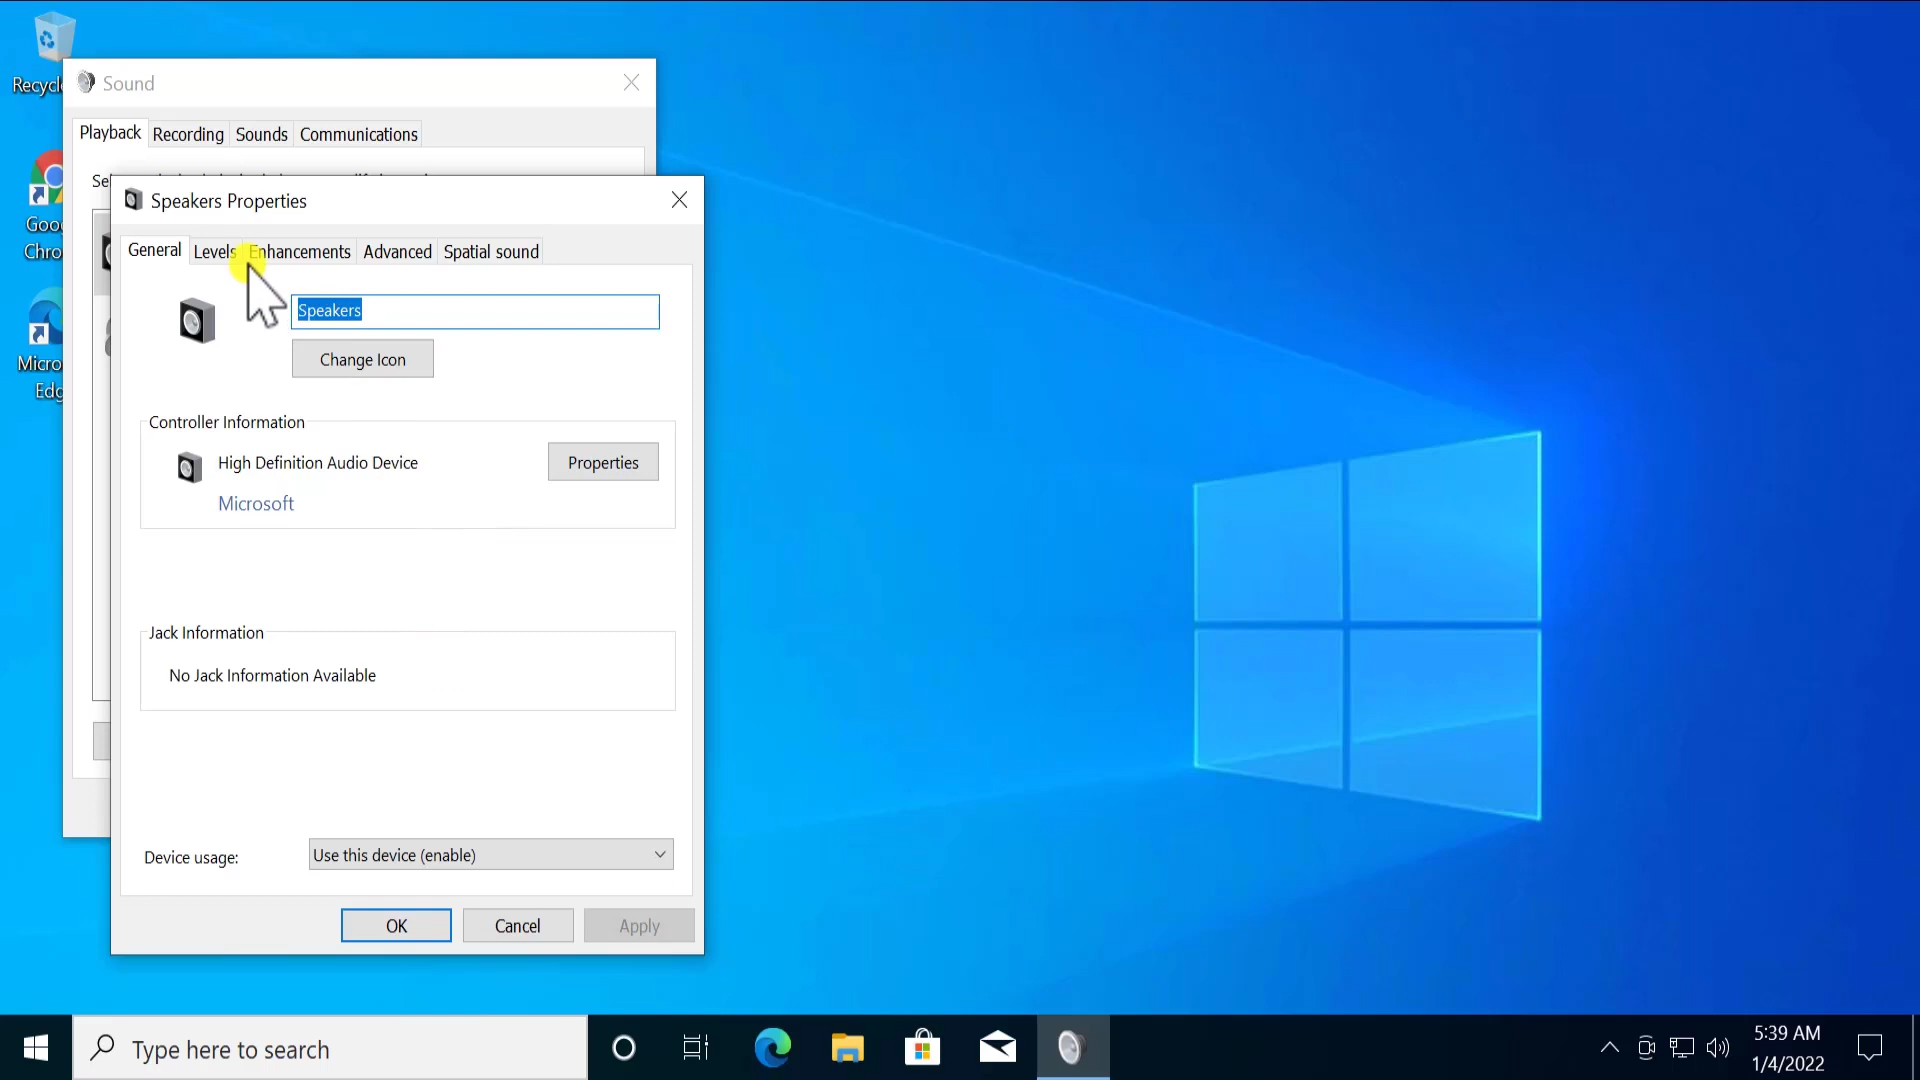 Recycl
Sound
Playback
Recording
Sounds
Communications
Goo
Chro
Micro
Edg
Speakers Properties
General
Levels
Enhancements
Advanced
Spatial sound
Speakers
Change Icon
Controller Information
High Definition Audio Device
Properties
Microsoft
Jack Information
No Jack Information Available
Device usage:
Use this device (enable)
OK
Cancel
Apply
Type here to search
5:39 AM
1/4/2022